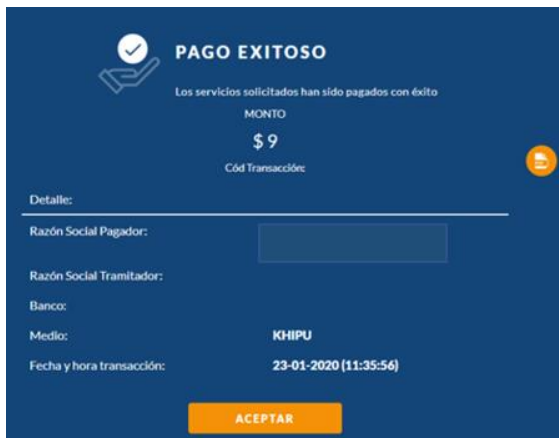 PAGO EXITOSO
Los servicios solicitados han sido pagados con éxito
MONTO
$ 9
Cód Transacción:
Detalle:
Razón Social Pagador:
Razón Social Tramitador:
Banco:
Medio: KHIPU
Fecha y hora transacción: 23-01-2020 (11:35:56)
ACEPTAR